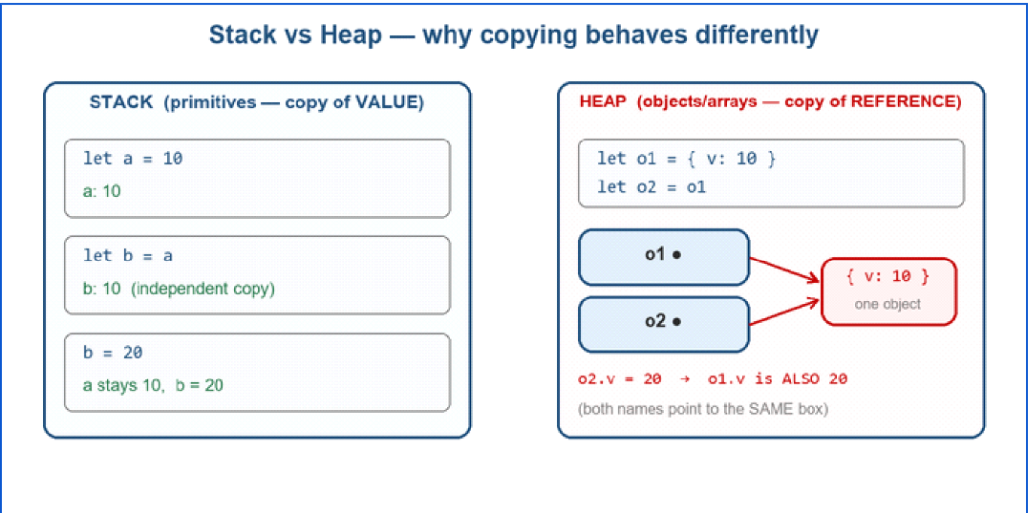 Stack vs Heap — why copying behaves differently
STACK (primitives — copy of VALUE)
let a = 10
a: 10
let b = a
b: 10 (independent copy)
b = 20
a stays 10, b = 20
HEAP (objects/arrays — copy of REFERENCE)
let o1 = { v: 10 }
let o2 = o1
o1 •
o2 •
{ v: 10 }
one object
o2.v = 20 → o1.v is ALSO 20
(both names point to the SAME box)